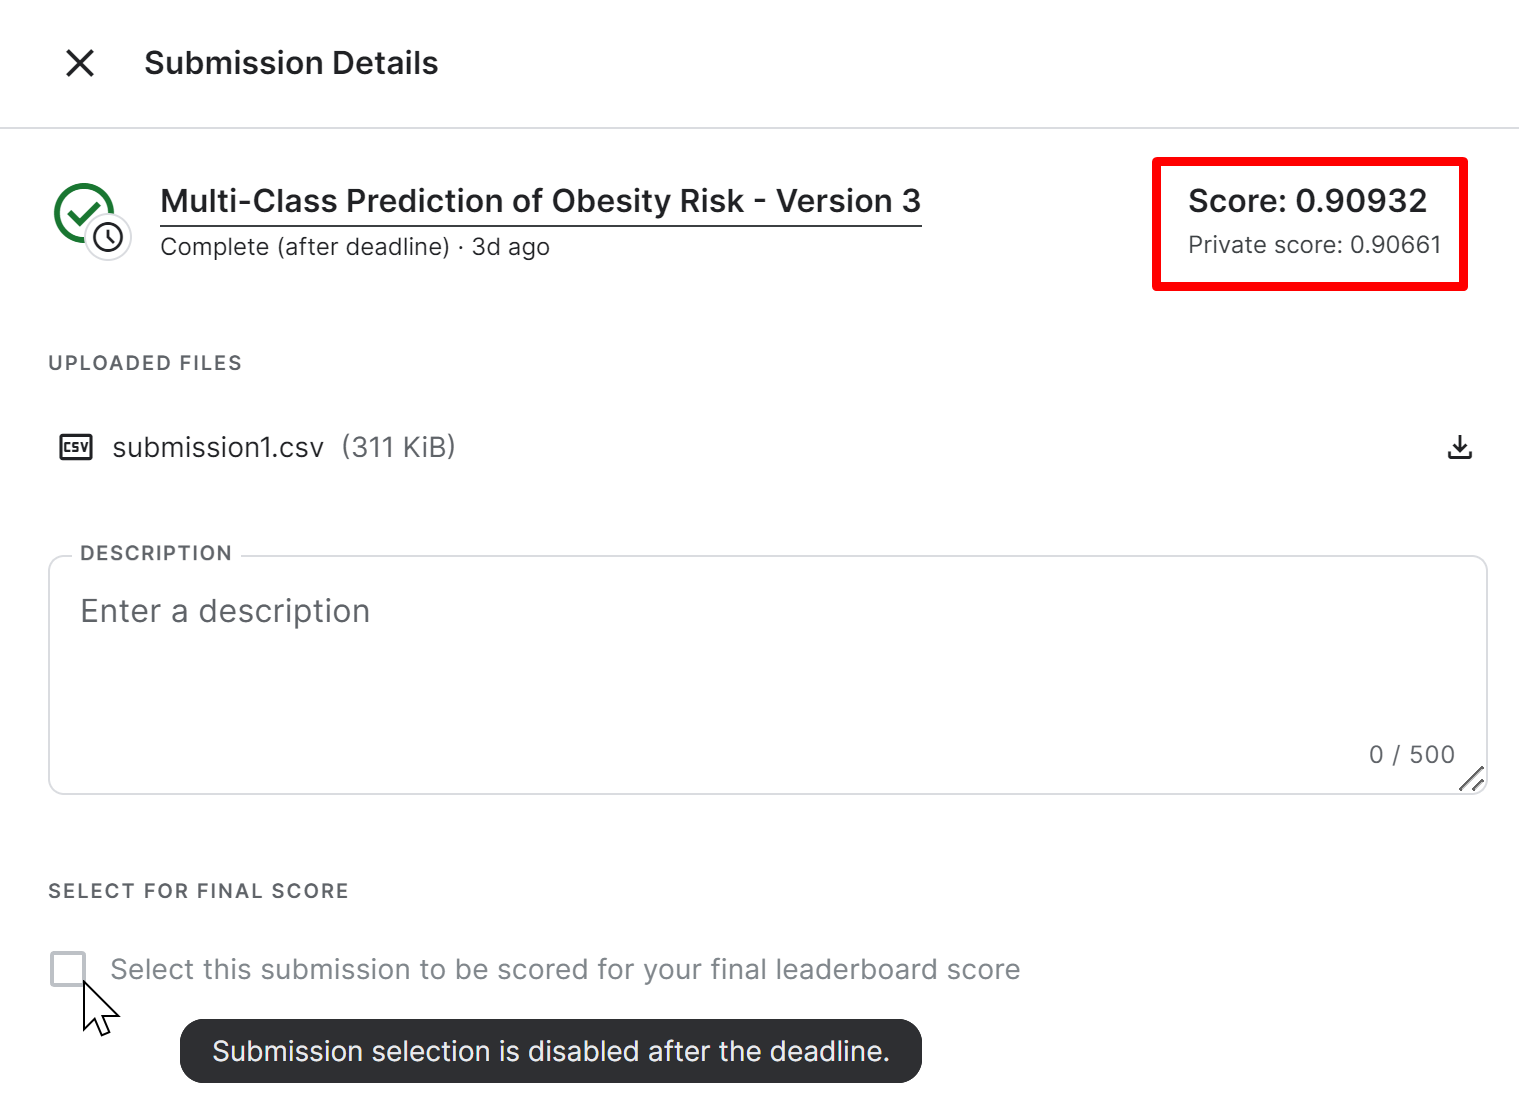 Submission Details
Multi-Class Prediction of Obesity Risk - Version 3
Complete (after deadline) · 3d ago
Score: 0.90932
Private score: 0.90661
UPLOADED FILES
CSV submission1.csv (311 KiB)
DESCRIPTION
Enter a description
0 / 500
SELECT FOR FINAL SCORE
Select this submission to be scored for your final leaderboard score
Submission selection is disabled after the deadline.